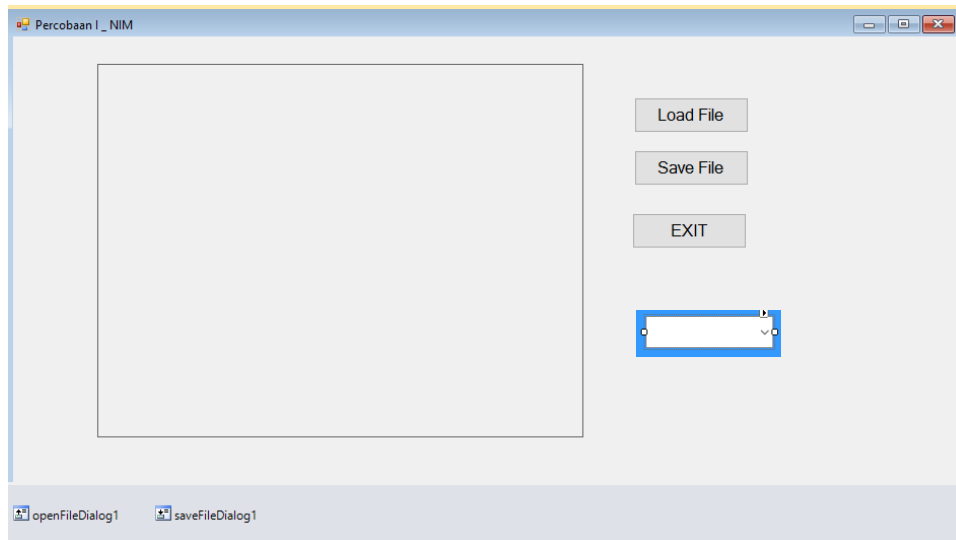 Percobaan I _ NIM
Load File
Save File
EXIT
openFileDialog1
saveFileDialog1